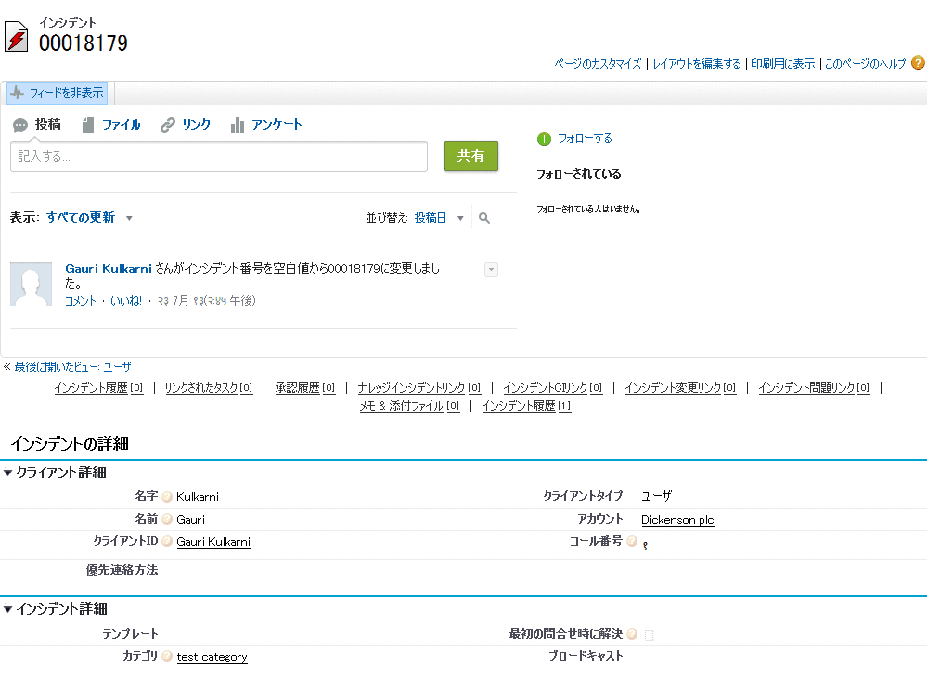 インシデント
00018179
ページのカスタマイズ | レイアウトを編集する | 印刷用に表示 | このページのヘルプ ?
フィードを非表示
投稿 ファイル リンク アンケート
記入する...
共有
フォローする
フォローされている
フォローされている人はいません。
表示: すべての更新
並び替え 投稿日
Gauri Kulkarni さんがインシデント番号を空白値から00018179に変更しまし
た。
コメント · いいね! ·
« 最後に開いたビュー: ユーザ
インシデント履歴 [0] | リンクされたタスク[0] 承認履歴 [0] | ナレッジインシデントリンク [0] | インシデントCIリンク[0] | インシデント変更リンク[0] | インシデント問題リンク[0] |
メモ & 添付ファイル [0] | インシデント履歴 [1]
インシデントの詳細
クライアント詳細
名字 ? Kulkarni
クライアントタイプ ユーザ
名前 ? Gauri
アカウント Dickerson plc
クライアントID ? Gauri Kulkarni
コール番号 ?
優先連絡方法
インシデント詳細
テンプレート
最初の問合せ時に解決 ?
カテゴリ ? test category
ブロードキャスト